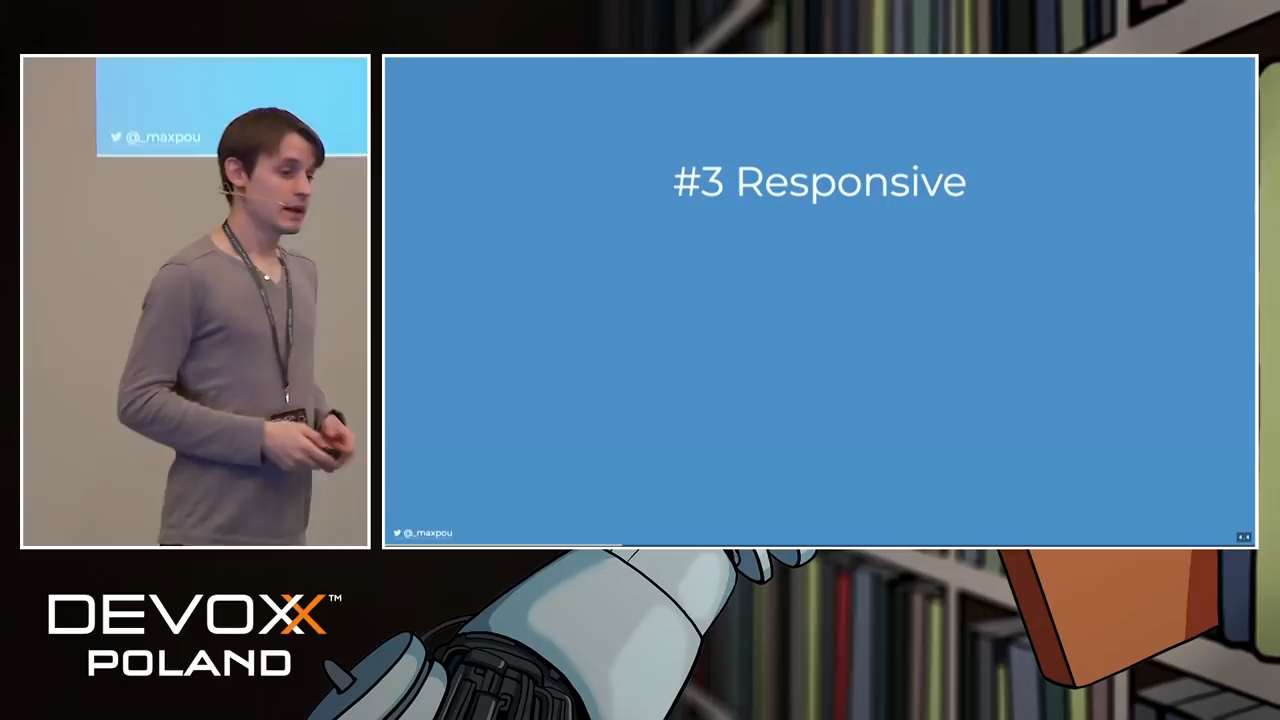 @_maxpou
#3 Responsive
@_maxpou
DEVOXX™
POLAND